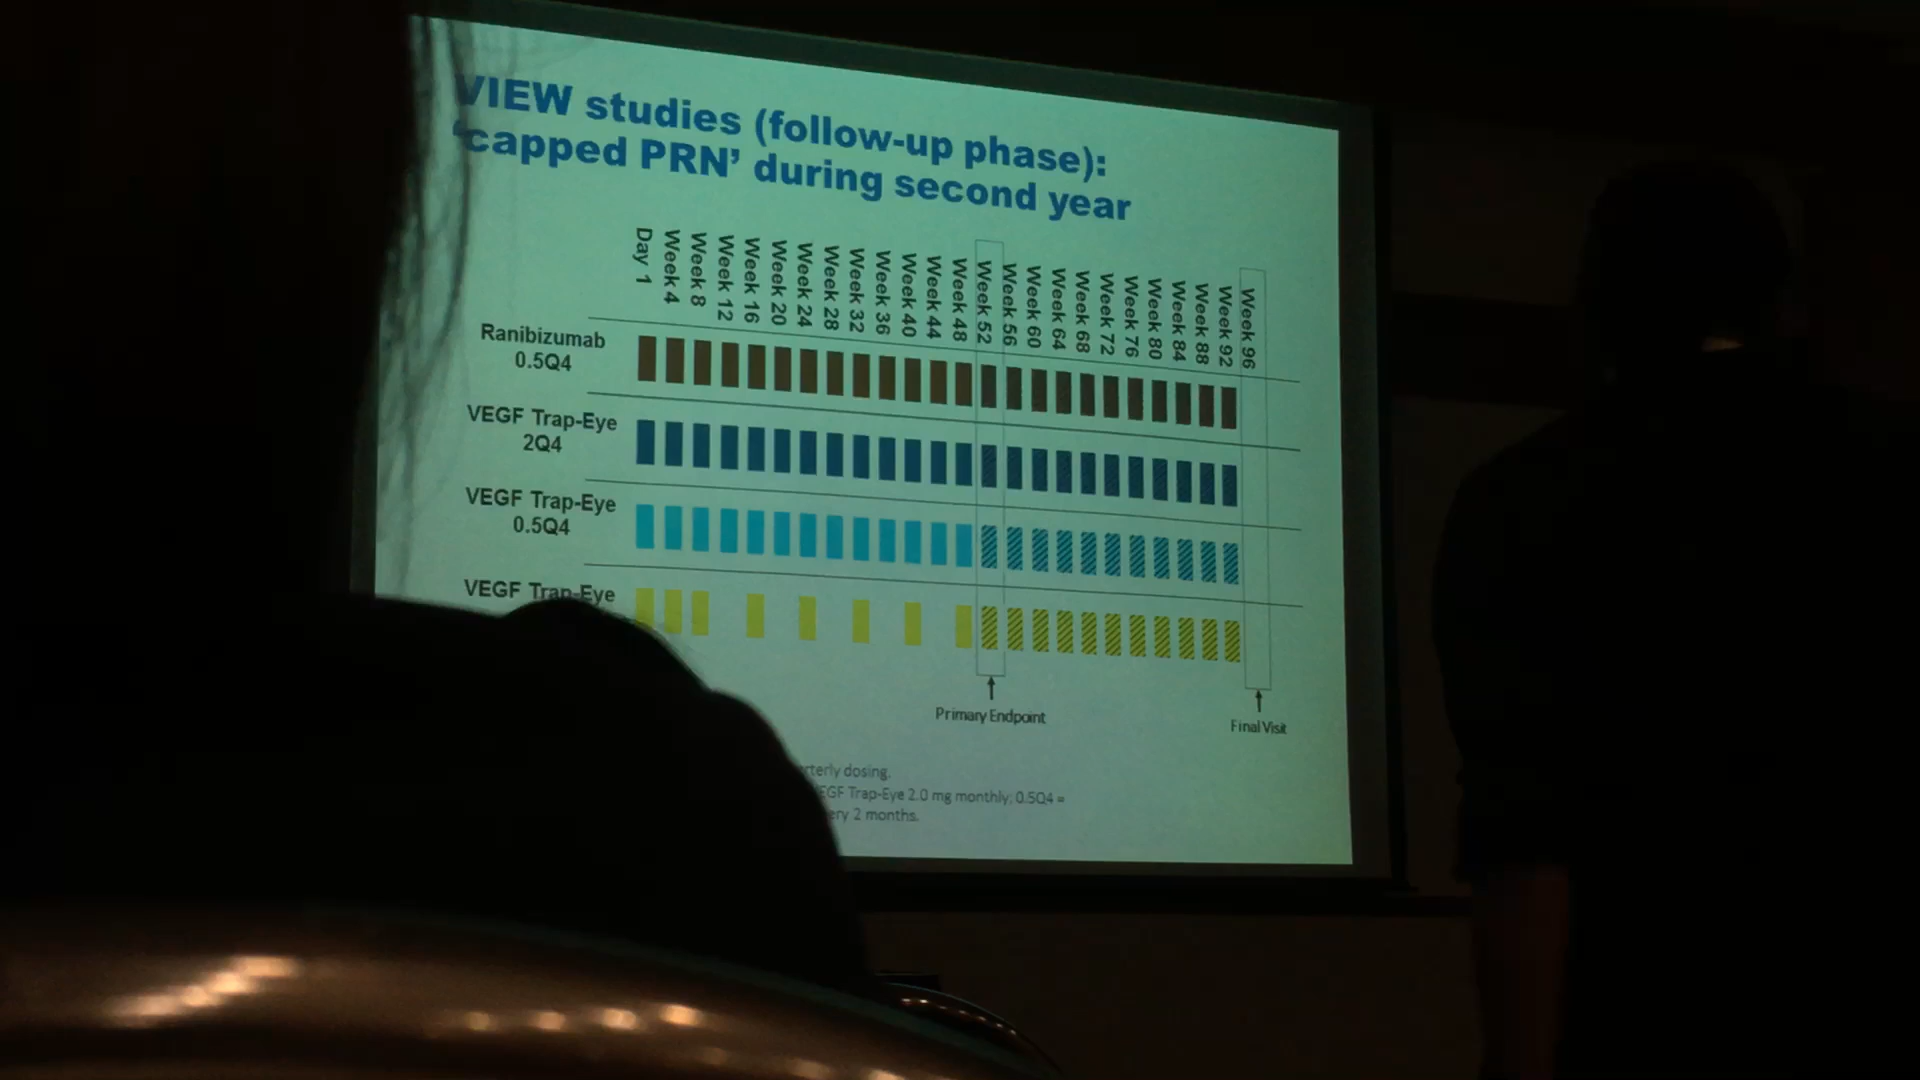 VIEW studies (follow-up phase):
‘capped PRN’ during second year
Day 1
Week 4
Week 8
Week 12
Week 16
Week 20
Week 24
Week 28
Week 32
Week 36
Week 40
Week 44
Week 48
Week 52
Week 56
Week 60
Week 64
Week 68
Week 72
Week 76
Week 80
Week 84
Week 88
Week 92
Week 96
Ranibizumab
0.5Q4
VEGF Trap-Eye
2Q4
VEGF Trap-Eye
0.5Q4
VEGF Trap-Eye
Primary Endpoint
Final Visit
dosing.
Trap-Eye 2.0 mg monthly; 0.5Q4 =
2 months.